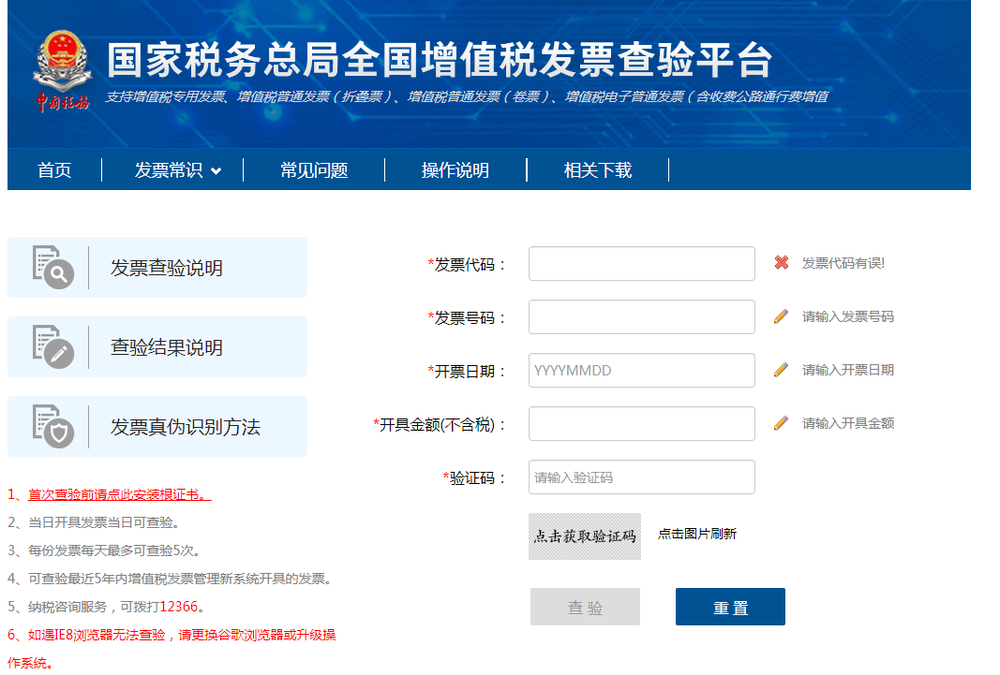 国家税务总局全国增值税发票查验平台
中国税务
支持增值税专用发票、增值税普通发票（折叠票）、增值税普通发票（卷票）、增值税电子普通发票（含收费公路通行费增值
首页 发票常识 常见问题 操作说明 相关下载
发票查验说明
查验结果说明
发票真伪识别方法
1、首次查验前请点此安装根证书。
2、当日开具发票当日可查验。
3、每份发票每天最多可查验5次。
4、可查验最近5年内增值税发票管理新系统开具的发票。
5、纳税咨询服务，可拨打12366。
6、如遇IE8浏览器无法查验，请更换谷歌浏览器或升级操
作系统。
*发票代码： 发票代码有误!
*发票号码： 请输入发票号码
*开票日期： YYYYMMDD 请输入开票日期
*开具金额(不含税)： 请输入开具金额
*验证码： 请输入验证码
点击获取验证码 点击图片刷新
查 验 重 置